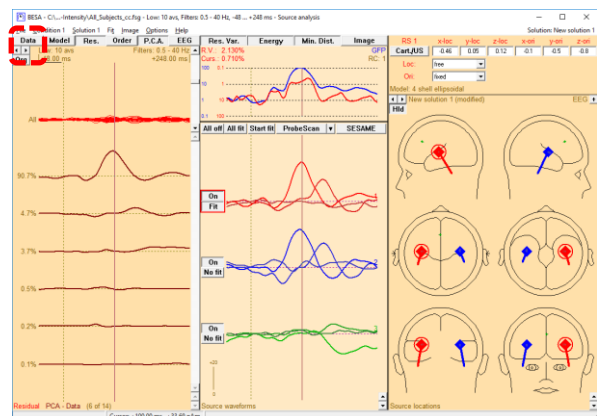 BESA - C:\...-Intensity\All_Subjects_cc.fsg - Low: 10 avs, Filters: 0.5 - 40 Hz, -48 ... +248 ms - Source analysis
File Condition 1 Solution 1 Fit Image Options Help
Solution: New solution 1
Data Model Res. Order P.C.A. EEG
Low: 10 avs Filters: 0.5 - 40 Hz
+248.00 ms
All
90.7%
4.7%
3.7%
0.5%
0.2%
0.1%
Residual PCA - Data (6 of 14)
Res. Var. Energy Min. Dist. Image
R.V.: 2.130% GFP
Curs.: 0.710% RC: 1
All off All fit Start fit ProbeScan SESAME
On
Fit
1
On
No fit
2
On
No fit
3
Source waveforms
RS 1 x-loc y-loc z-loc x-ori y-ori z-ori
Cart./US 0.46 0.05 0.12 -0.1 -0.5 -0.8
Loc: free
Ori: fixed
Model: 4 shell ellipsoidal
New solution 1 (modified) EEG
Hld
Source locations